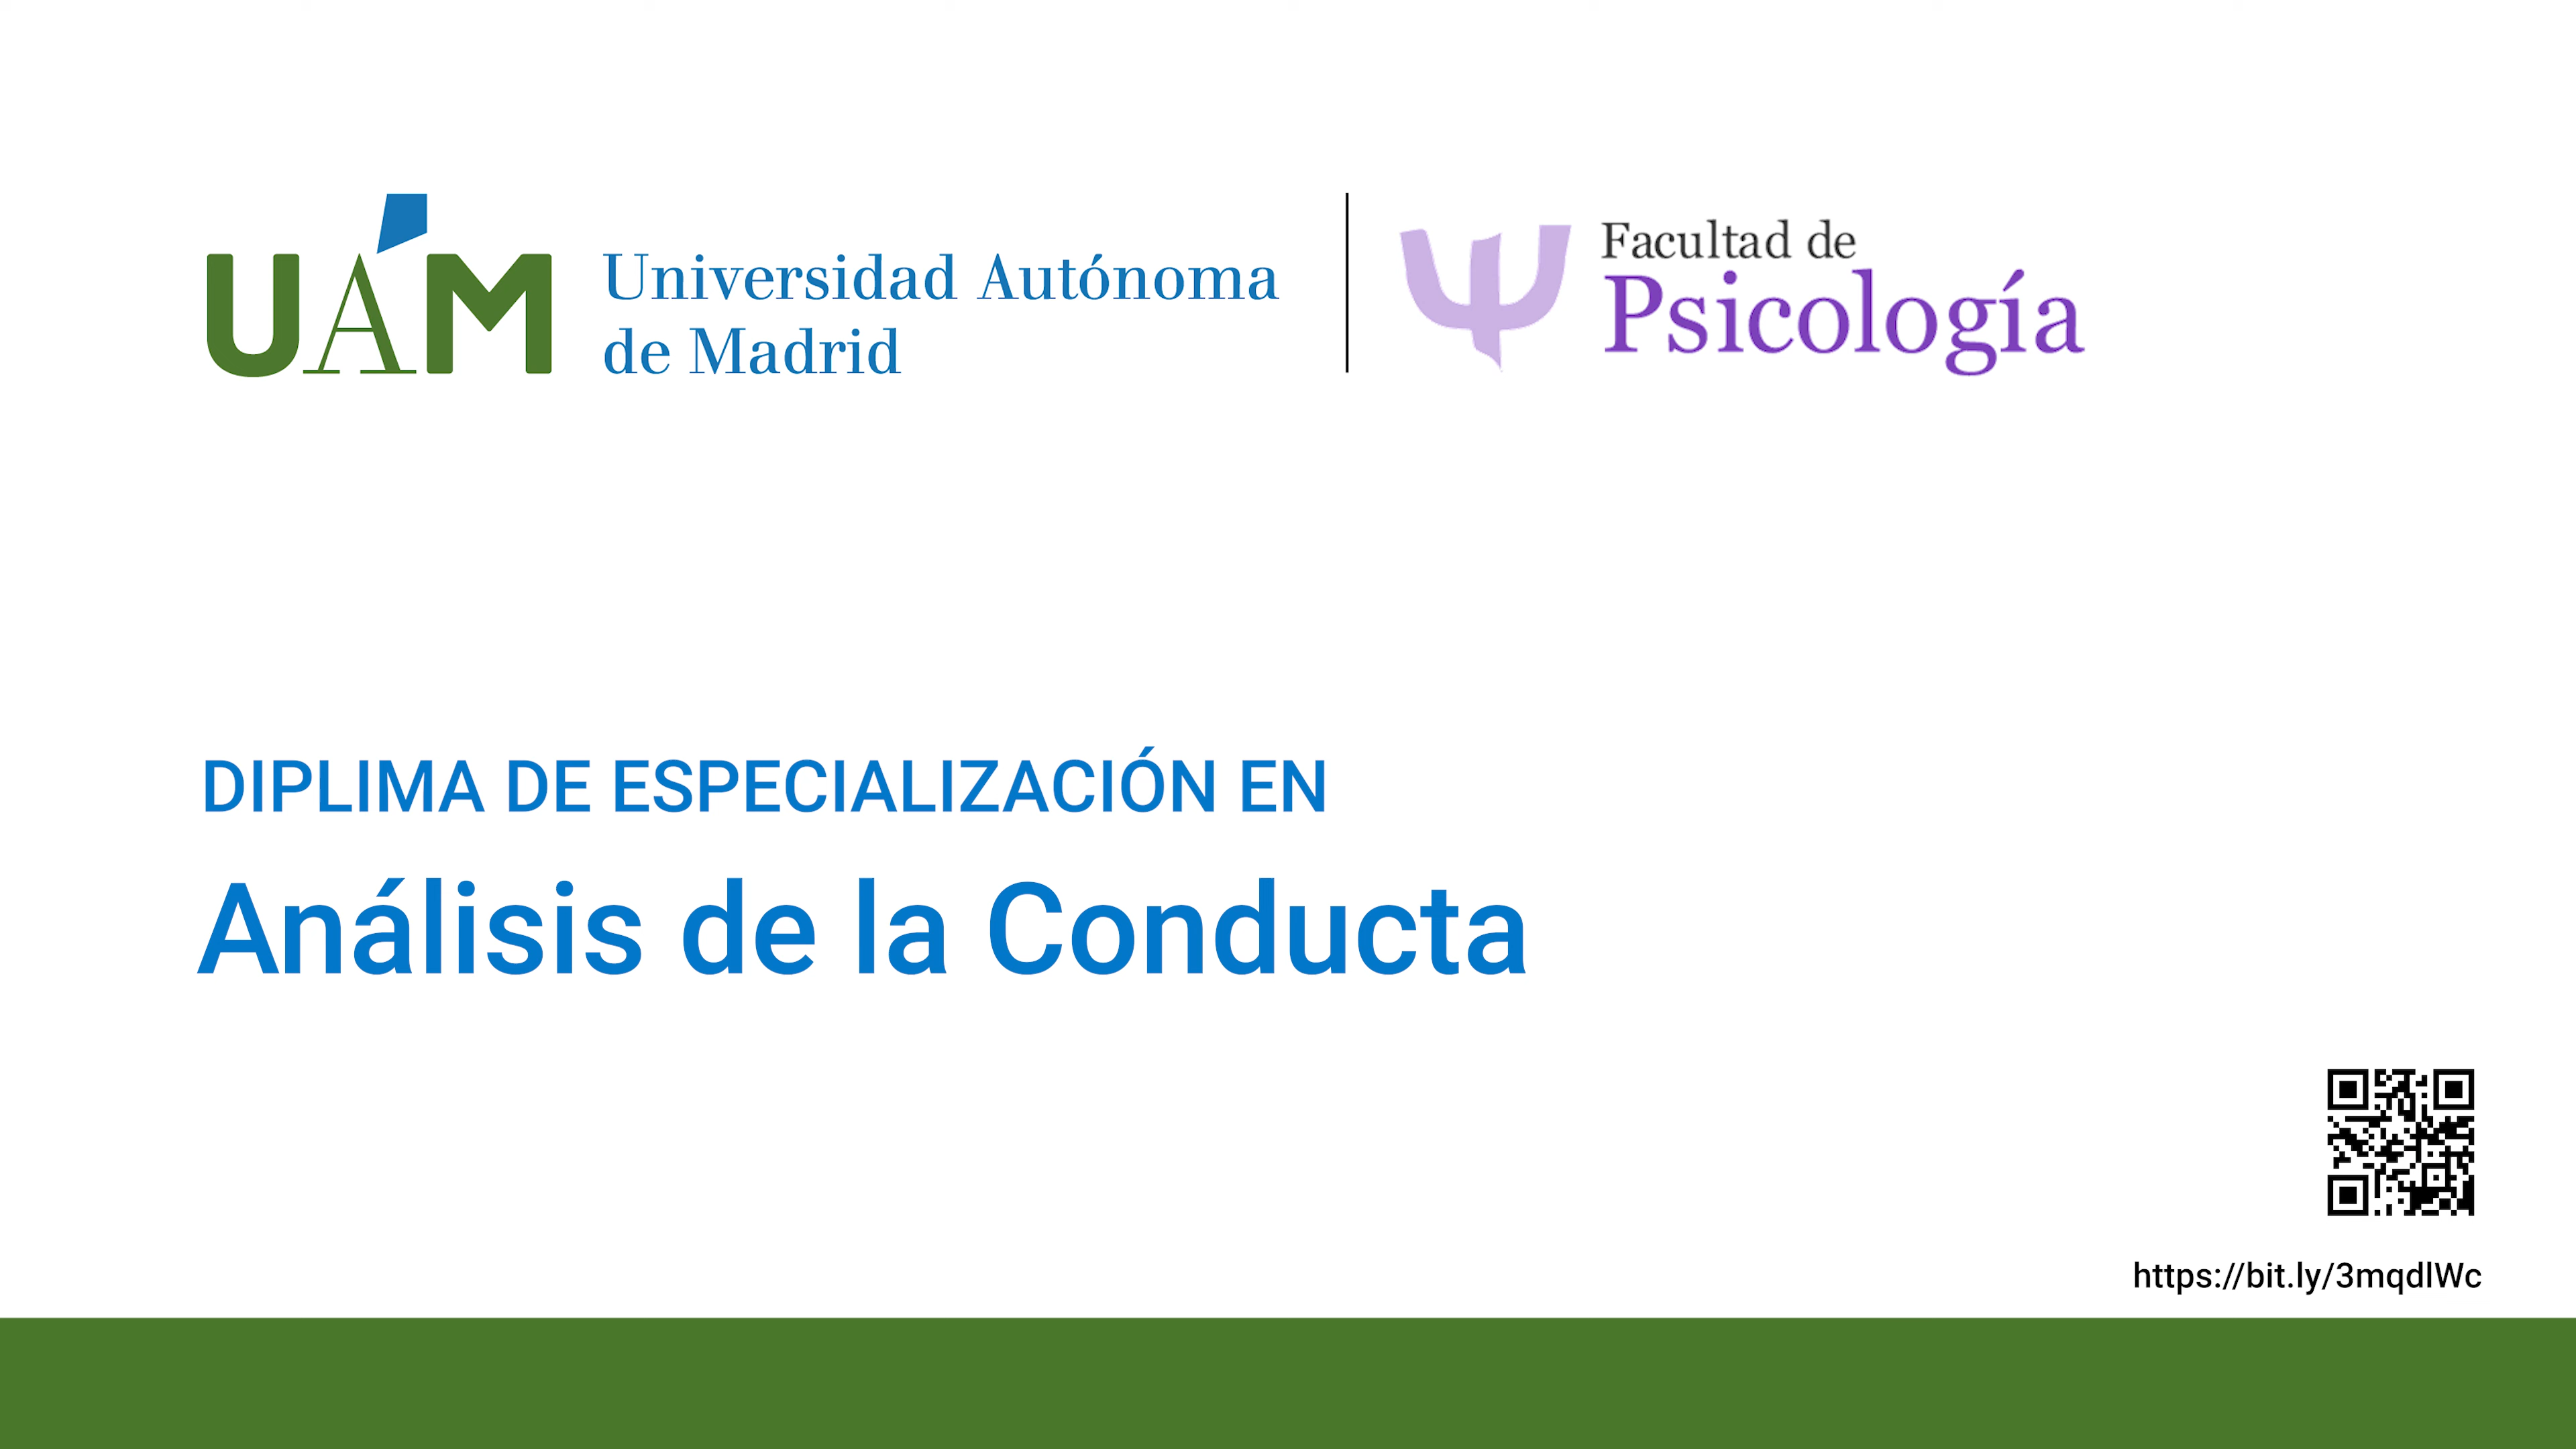 UÁM
Universidad Autónoma
de Madrid
Facultad de
Psicología
DIPLIMA DE ESPECIALIZACIÓN EN
Análisis de la Conducta
https://bit.ly/3mqdlWc